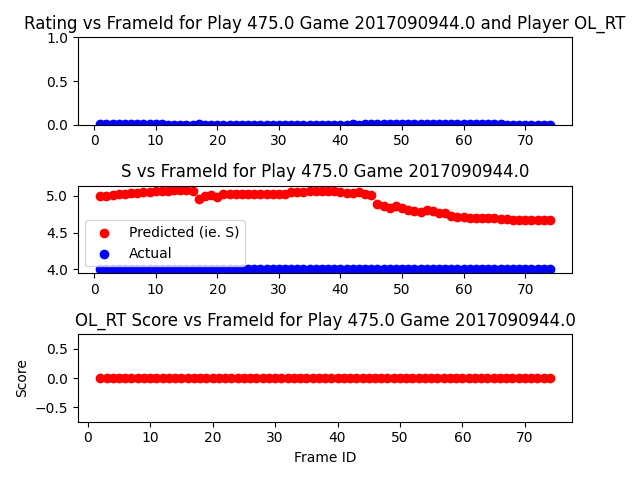 Rating vs FrameId for Play 475.0 Game 2017090944.0 and Player OL_RT
1.0
0.5
0.0
0 10 20 30 40 50 60 70
S vs FrameId for Play 475.0 Game 2017090944.0
5.0
4.5
4.0
Predicted (ie. S)
Actual
0 10 20 30 40 50 60 70
OL_RT Score vs FrameId for Play 475.0 Game 2017090944.0
Score
0.5
0.0
−0.5
0 10 20 30 40 50 60 70
Frame ID